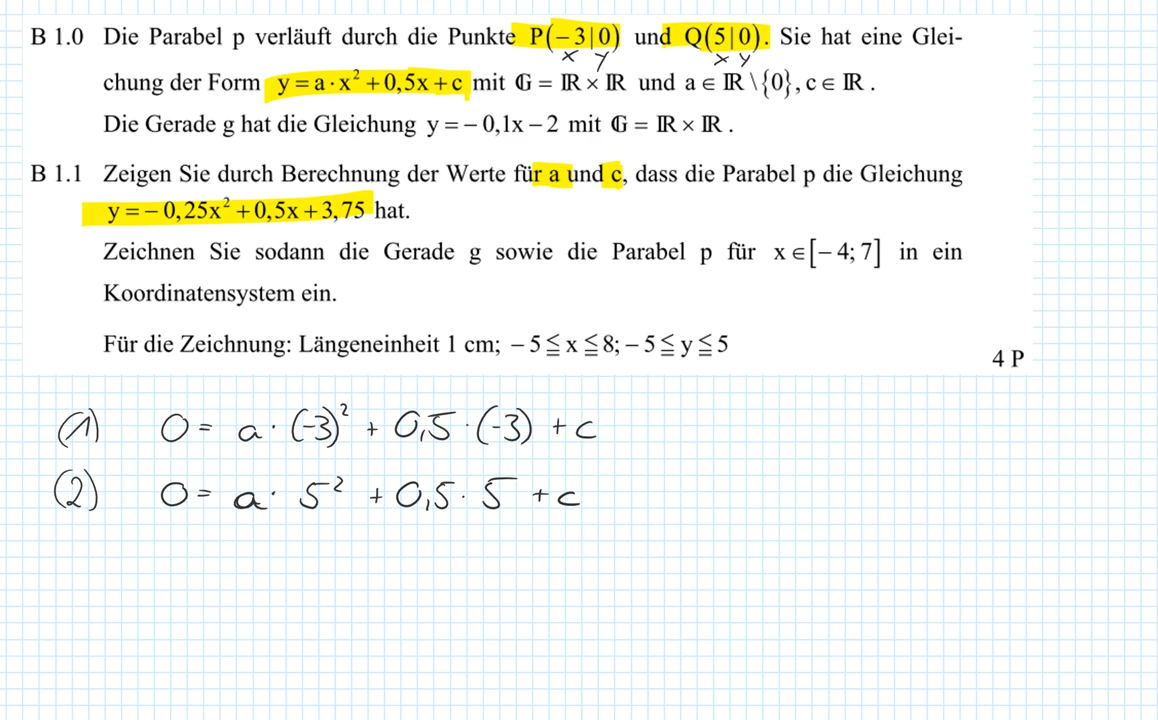 B 1.0 Die Parabel p verläuft durch die Punkte P(−3|0) und Q(5|0). Sie hat eine Glei-
x y x y
chung der Form y = a · x² + 0,5x + c mit 𝔾 = ℝ × ℝ und a ∈ ℝ \ {0}, c ∈ ℝ.
Die Gerade g hat die Gleichung y = − 0,1x − 2 mit 𝔾 = ℝ × ℝ.
B 1.1 Zeigen Sie durch Berechnung der Werte für a und c, dass die Parabel p die Gleichung
y = − 0,25x² + 0,5x + 3,75 hat.
Zeichnen Sie sodann die Gerade g sowie die Parabel p für x ∈ [− 4; 7] in ein
Koordinatensystem ein.
Für die Zeichnung: Längeneinheit 1 cm; − 5 ≦ x ≦ 8; − 5 ≦ y ≦ 5
4 P
(1) 0 = a · (-3)² + 0,5 · (-3) + c
(2) 0 = a · 5² + 0,5 · 5 + c